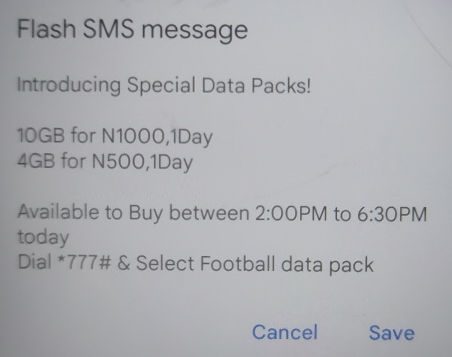 Flash SMS message
Introducing Special Data Packs!
10GB for N1000,1Day
4GB for N500,1Day
Available to Buy between 2:00PM to 6:30PM
today
Dial *777# & Select Football data pack
Cancel
Save